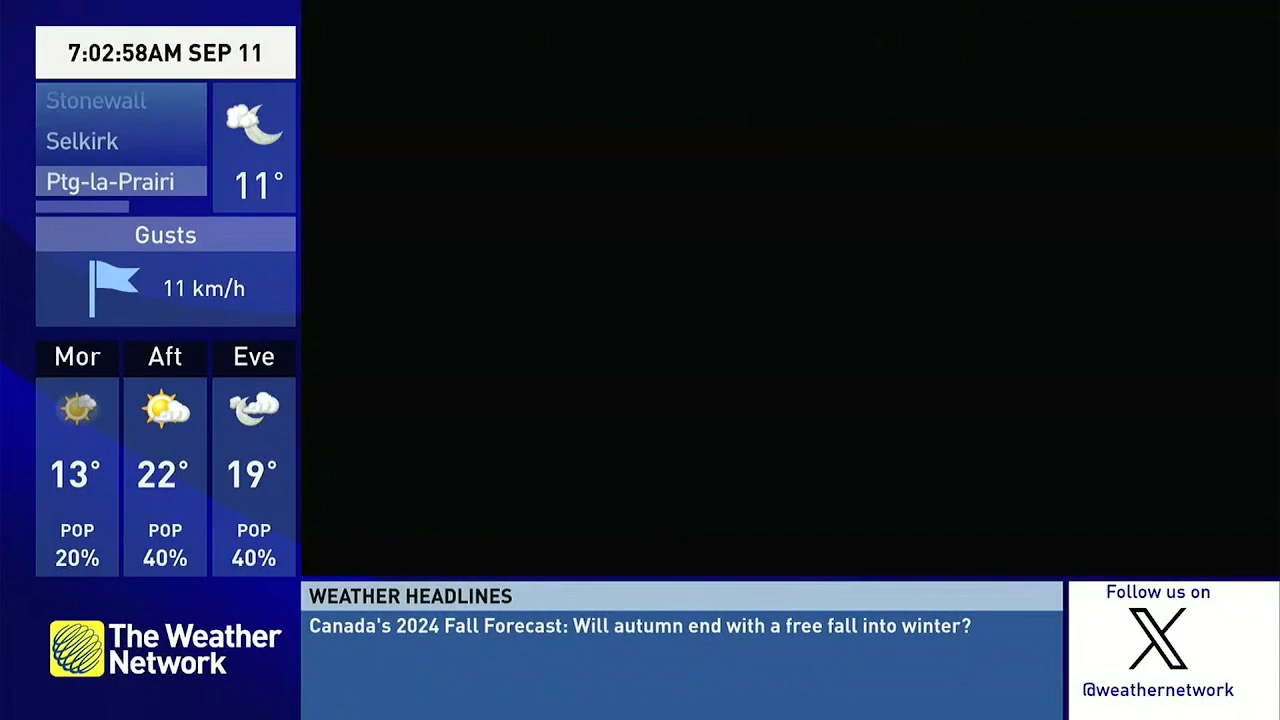 7:02:58AM SEP 11
Stonewall
Selkirk
Ptg-la-Prairi
11°
Gusts
11 km/h
Mor Aft Eve
13° 22° 19°
POP POP POP
20% 40% 40%
The Weather
Network
WEATHER HEADLINES
Canada's 2024 Fall Forecast: Will autumn end with a free fall into winter?
Follow us on
X
@weathernetwork